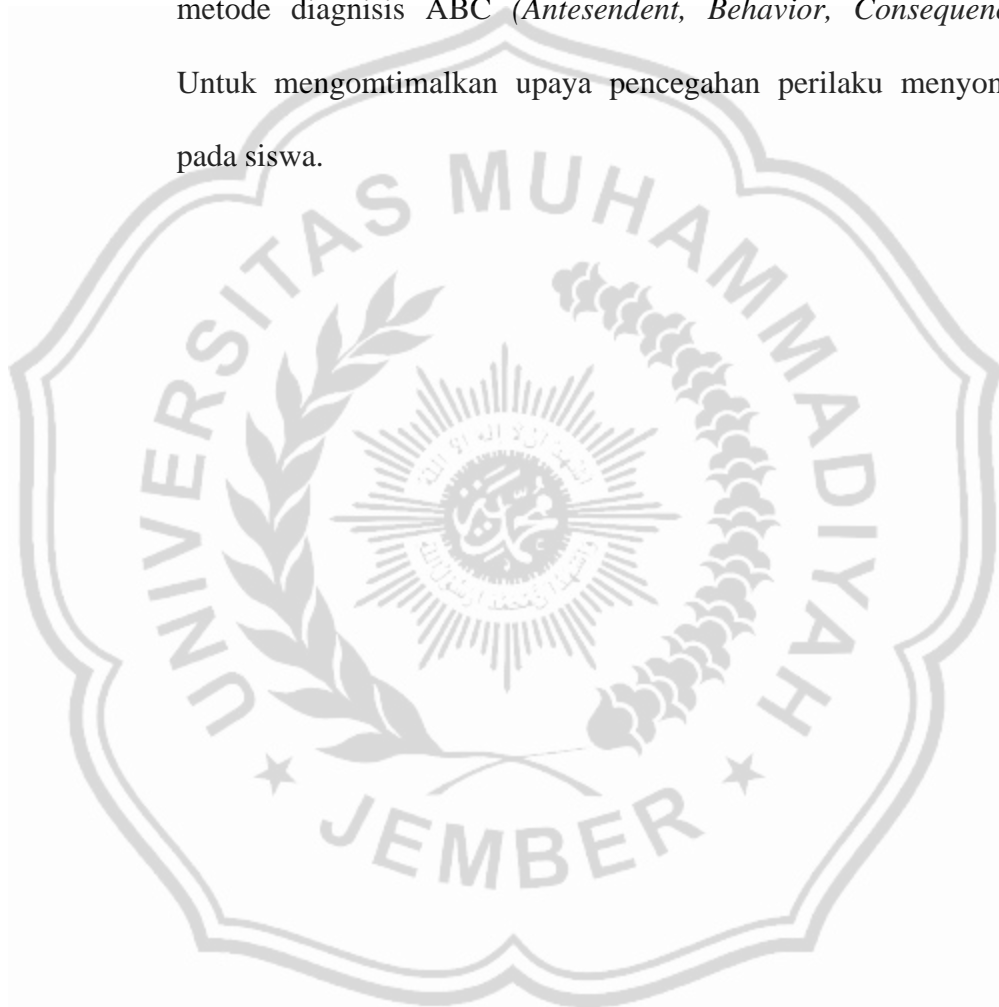 metode diagnisis ABC (Antesendent, Behavior, Consequenc
Untuk mengomtimalkan upaya pencegahan perilaku menyon
pada siswa.
UNIVERSITAS MUHAMMADIYAH
JEMBER